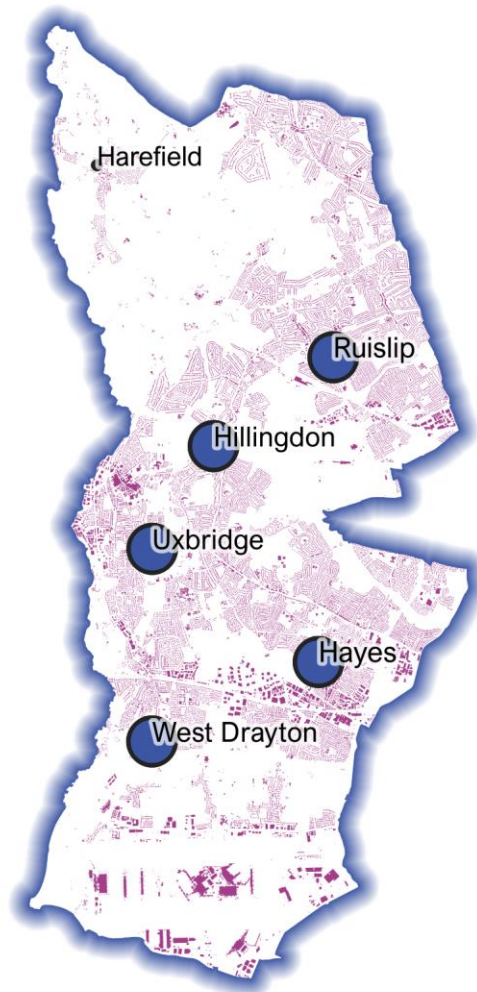 Harefield
Ruislip
Hillingdon
Uxbridge
Hayes
West Drayton